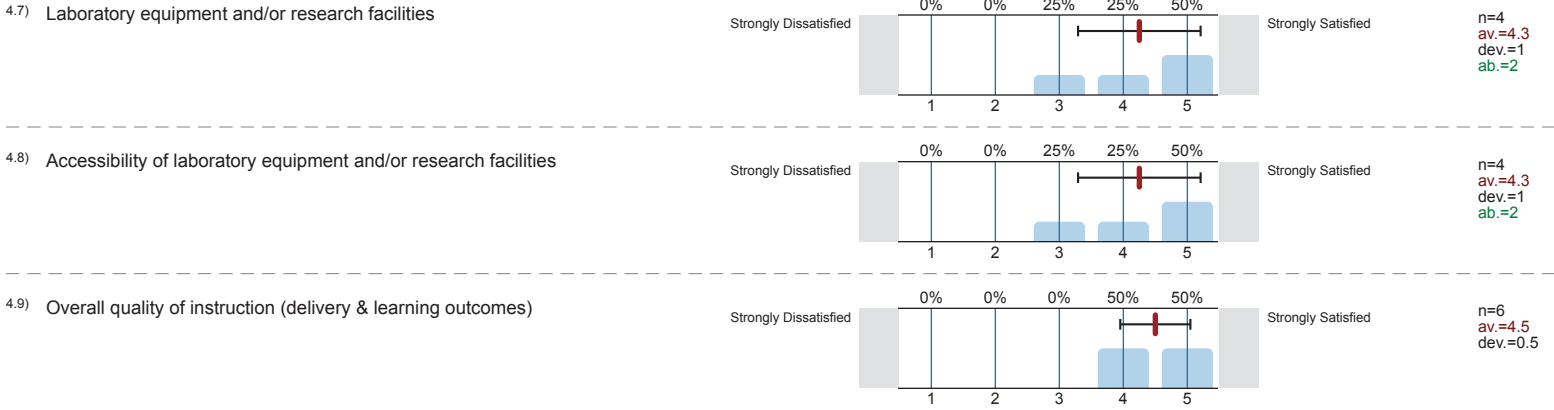 4.7) Laboratory equipment and/or research facilities
0% 0% 25% 25% 50%
Strongly Dissatisfied Strongly Satisfied
n=4
av.=4.3
dev.=1
ab.=2
1 2 3 4 5
4.8) Accessibility of laboratory equipment and/or research facilities
0% 0% 25% 25% 50%
Strongly Dissatisfied Strongly Satisfied
n=4
av.=4.3
dev.=1
ab.=2
1 2 3 4 5
4.9) Overall quality of instruction (delivery & learning outcomes)
0% 0% 0% 50% 50%
Strongly Dissatisfied Strongly Satisfied
n=6
av.=4.5
dev.=0.5
1 2 3 4 5